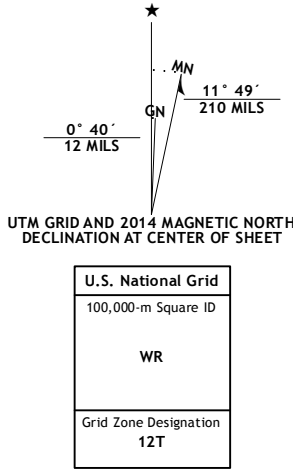 ★
MN
GN
11° 49´
210 MILS
0° 40´
12 MILS
UTM GRID AND 2014 MAGNETIC NORTH
DECLINATION AT CENTER OF SHEET
U.S. National Grid
100,000-m Square ID
WR
Grid Zone Designation
12T